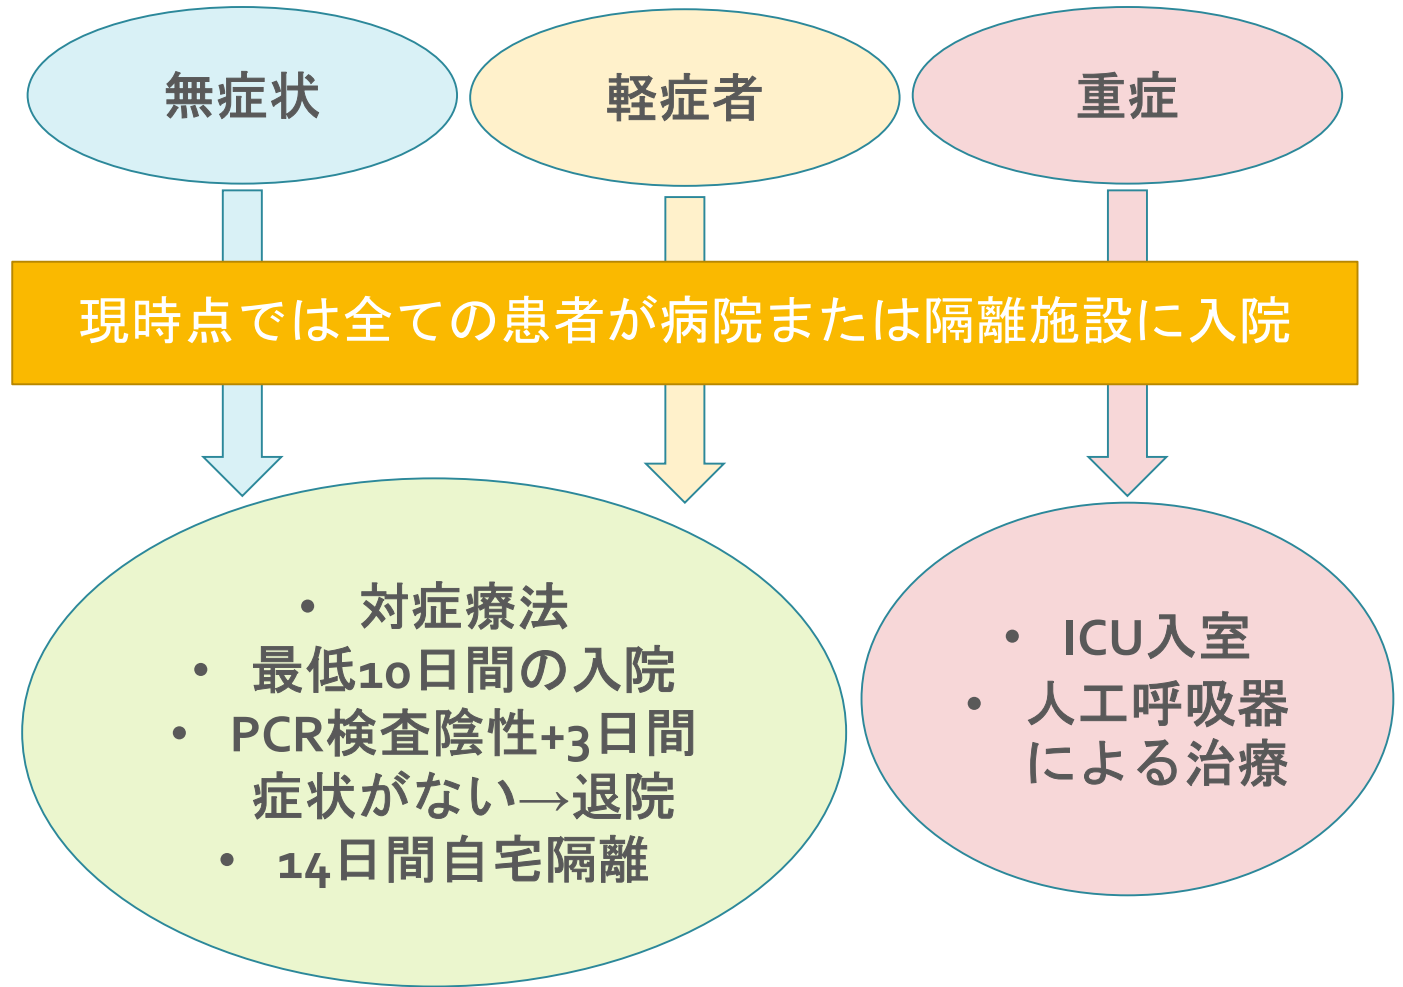 無症状
軽症者
重症
現時点では全ての患者が病院または隔離施設に入院
• 対症療法
• 最低10日間の入院
• PCR検査陰性+3日間
症状がない→退院
• 14日間自宅隔離
• ICU入室
• 人工呼吸器
による治療